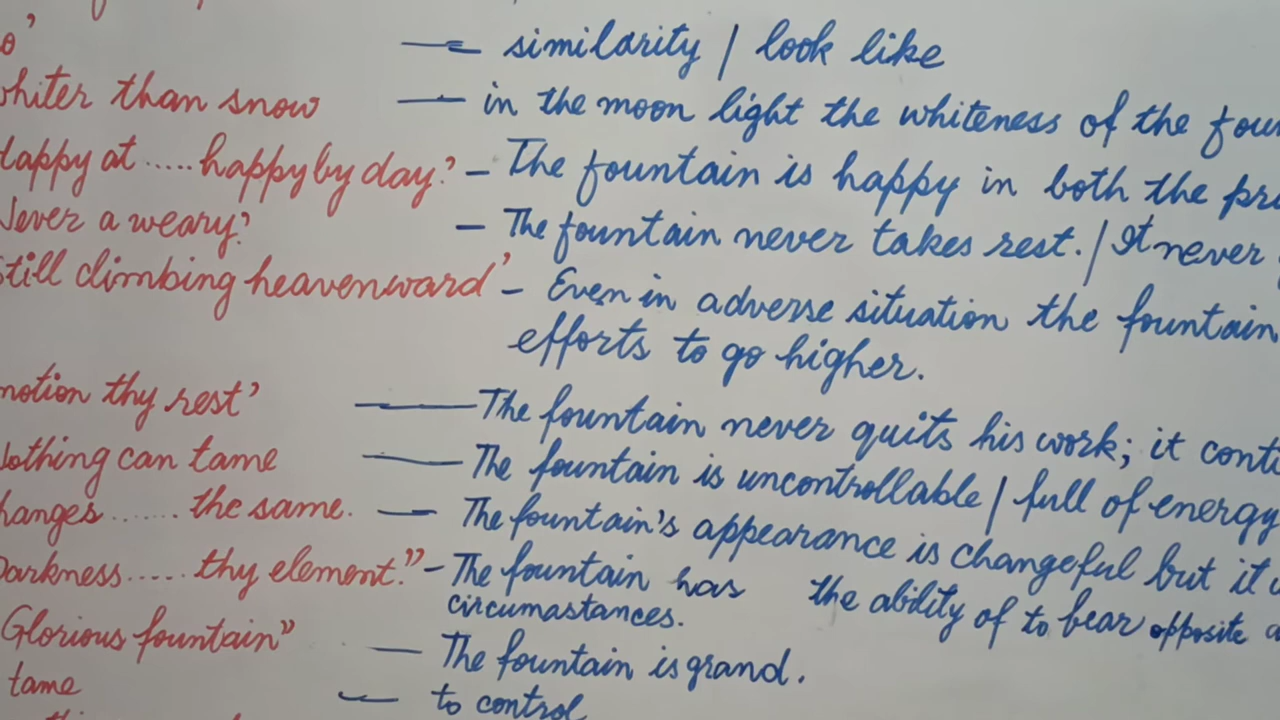 o' — similarity / look like
whiter than snow — in the moon light the whiteness of the foun
Happy at ..... happy by day.' – The fountain is happy in both the pre
Never a weary.' – The fountain never takes rest. / It never
Still climbing heavenward' – Even in adverse situation the fountain
efforts to go higher.
motion thy rest' — The fountain never quits his work; it conti
Nothing can tame — The fountain is uncontrollable / full of energy
hanges ....... the same. — The fountain's appearance is changeful but it
Darkness ..... thy element." – The fountain has the ability of to bear opposite
circumastances.
Glorious fountain" — The fountain is grand.
tame — to control